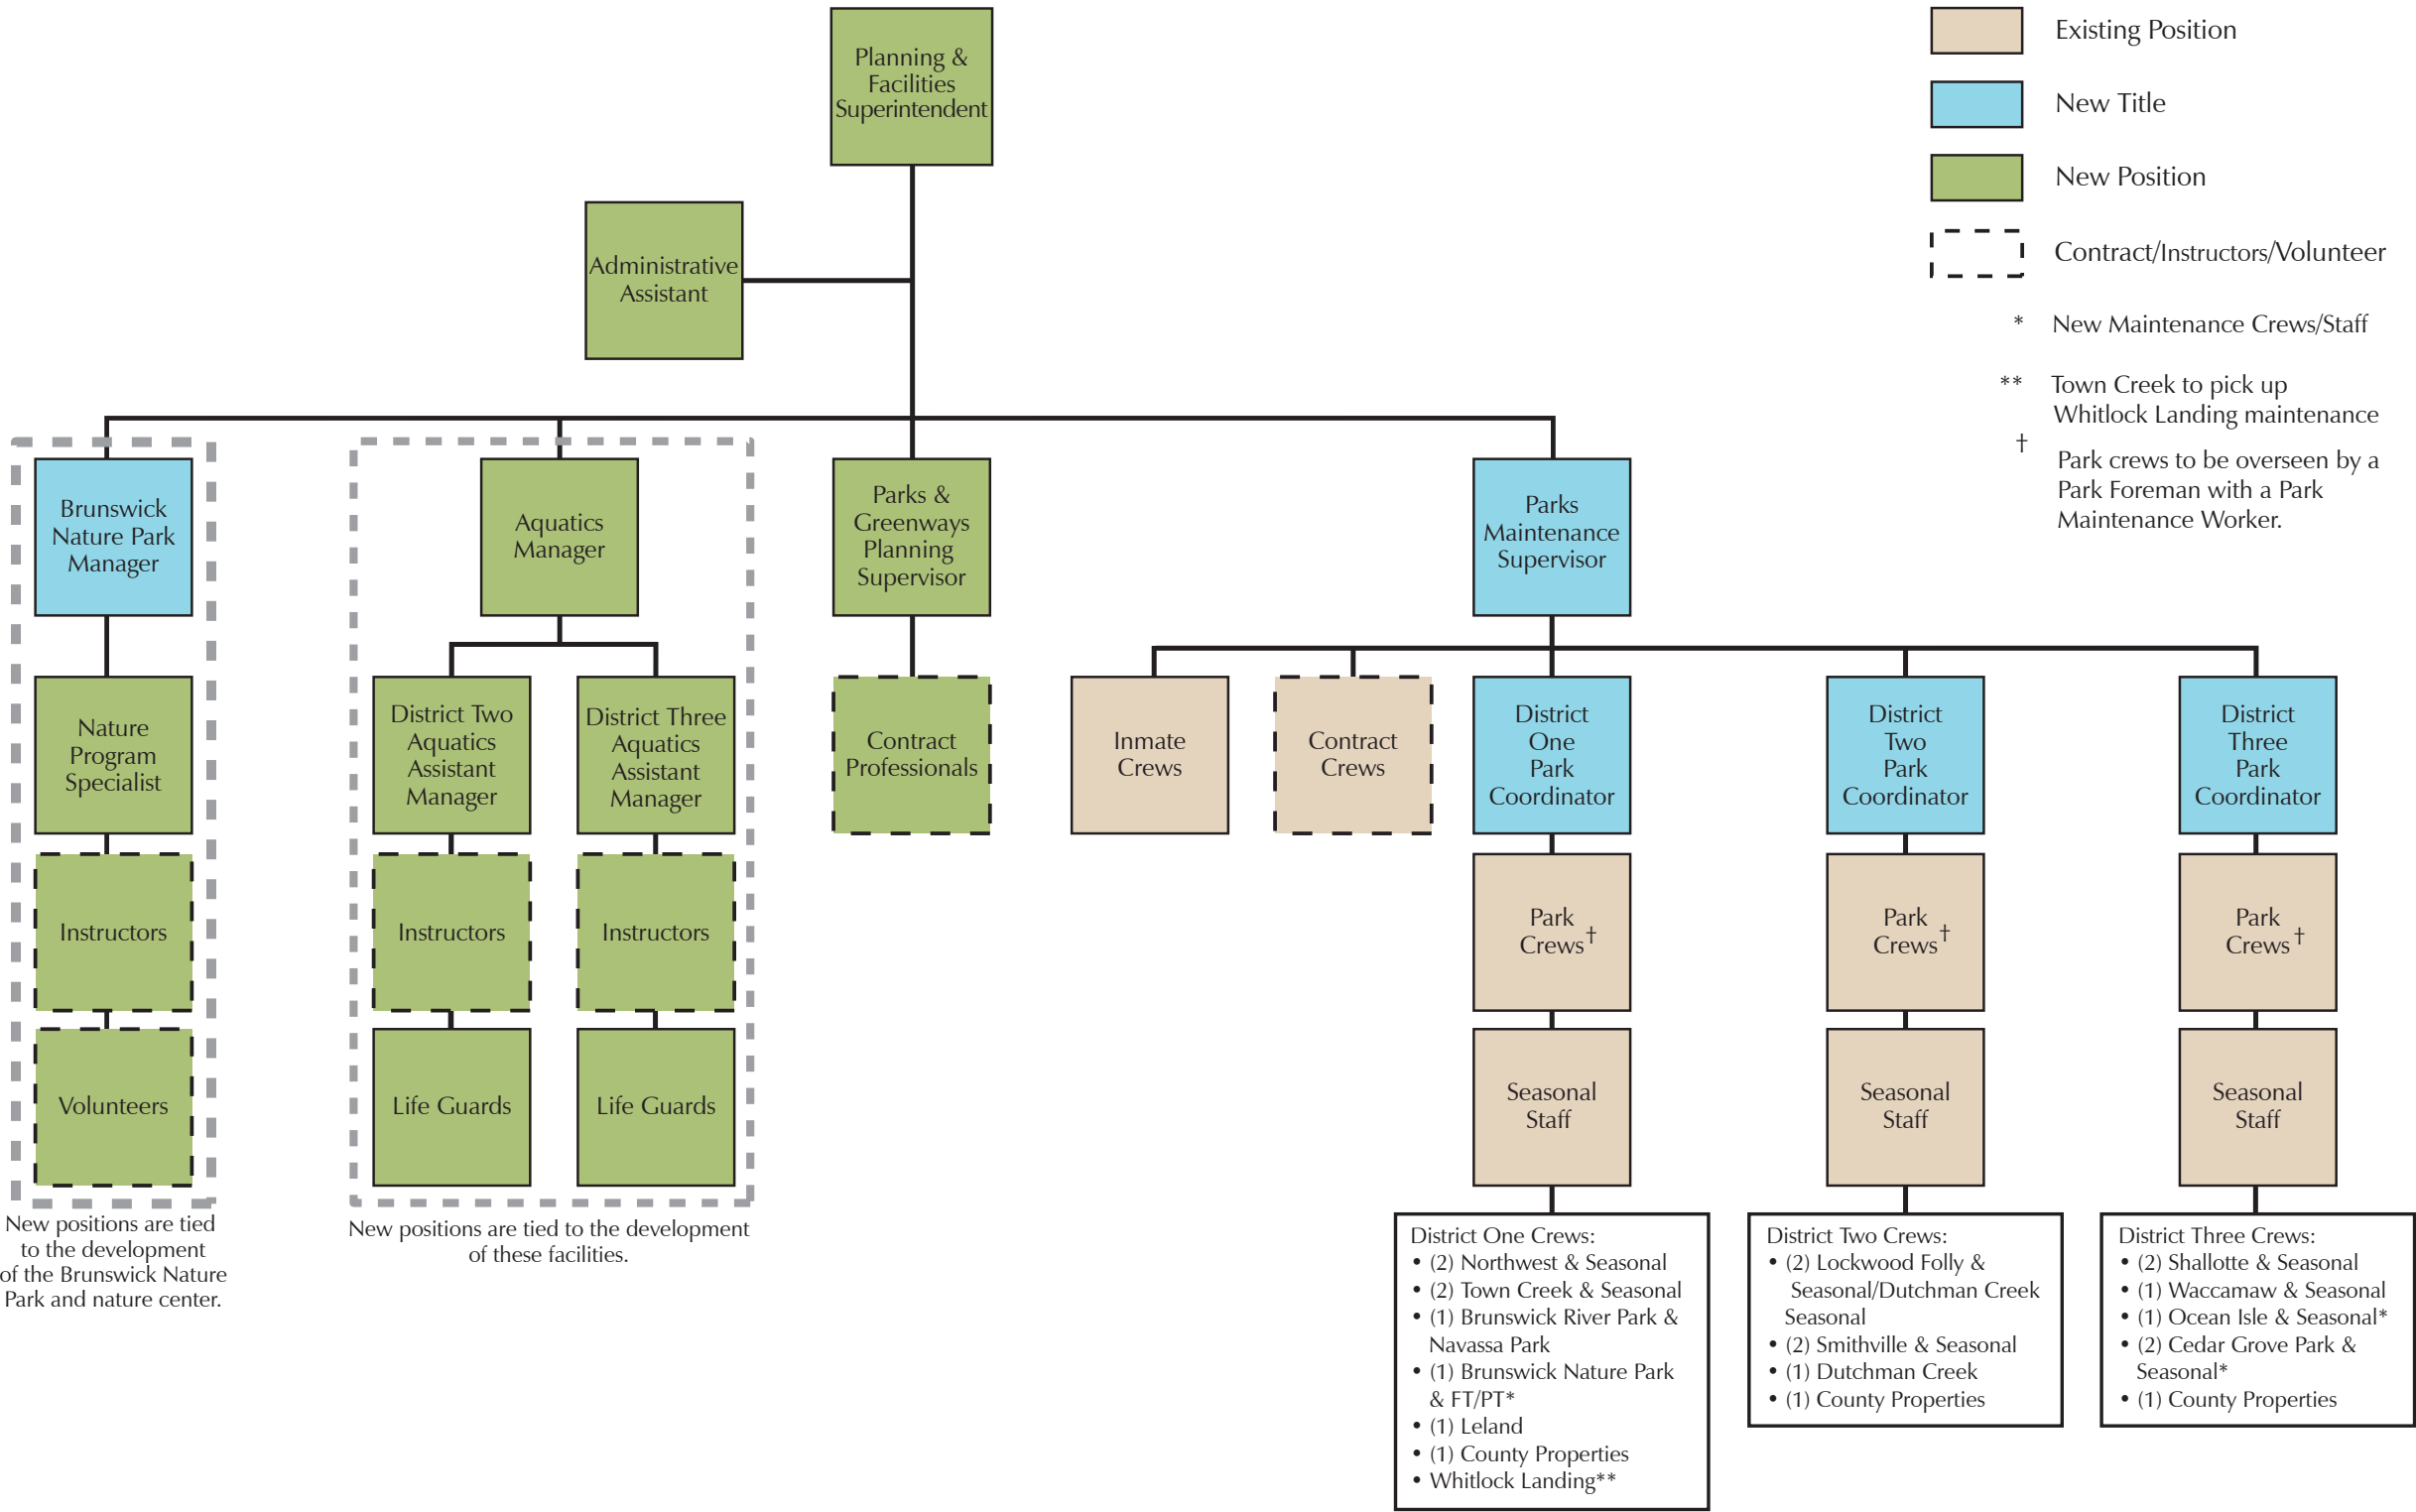 Planning &
Facilities
Superintendent
Administrative
Assistant
Existing Position
New Title
New Position
Contract/Instructors/Volunteer
* New Maintenance Crews/Staff
** Town Creek to pick up
Whitlock Landing maintenance
†
Park crews to be overseen by a
Park Foreman with a Park
Maintenance Worker.
Brunswick
Nature Park
Manager
Aquatics
Manager
Parks &
Greenways
Planning
Supervisor
Parks
Maintenance
Supervisor
Nature
Program
Specialist
District Two
Aquatics
Assistant
Manager
District Three
Aquatics
Assistant
Manager
Contract
Professionals
Inmate
Crews
Contract
Crews
District
One
Park
Coordinator
District
Two
Park
Coordinator
District
Three
Park
Coordinator
Instructors
Instructors
Instructors
Park
Crews†
Park
Crews†
Park
Crews†
Volunteers
Life Guards
Life Guards
Seasonal
Staff
Seasonal
Staff
Seasonal
Staff
New positions are tied
to the development
of the Brunswick Nature
Park and nature center.
New positions are tied to the development
of these facilities.
District One Crews:
• (2) Northwest & Seasonal
• (2) Town Creek & Seasonal
• (1) Brunswick River Park &
Navassa Park
• (1) Brunswick Nature Park
& FT/PT*
• (1) Leland
• (1) County Properties
• Whitlock Landing**
District Two Crews:
• (2) Lockwood Folly &
Seasonal/Dutchman Creek
Seasonal
• (2) Smithville & Seasonal
• (1) Dutchman Creek
• (1) County Properties
District Three Crews:
• (2) Shallotte & Seasonal
• (1) Waccamaw & Seasonal
• (1) Ocean Isle & Seasonal*
• (2) Cedar Grove Park &
Seasonal*
• (1) County Properties